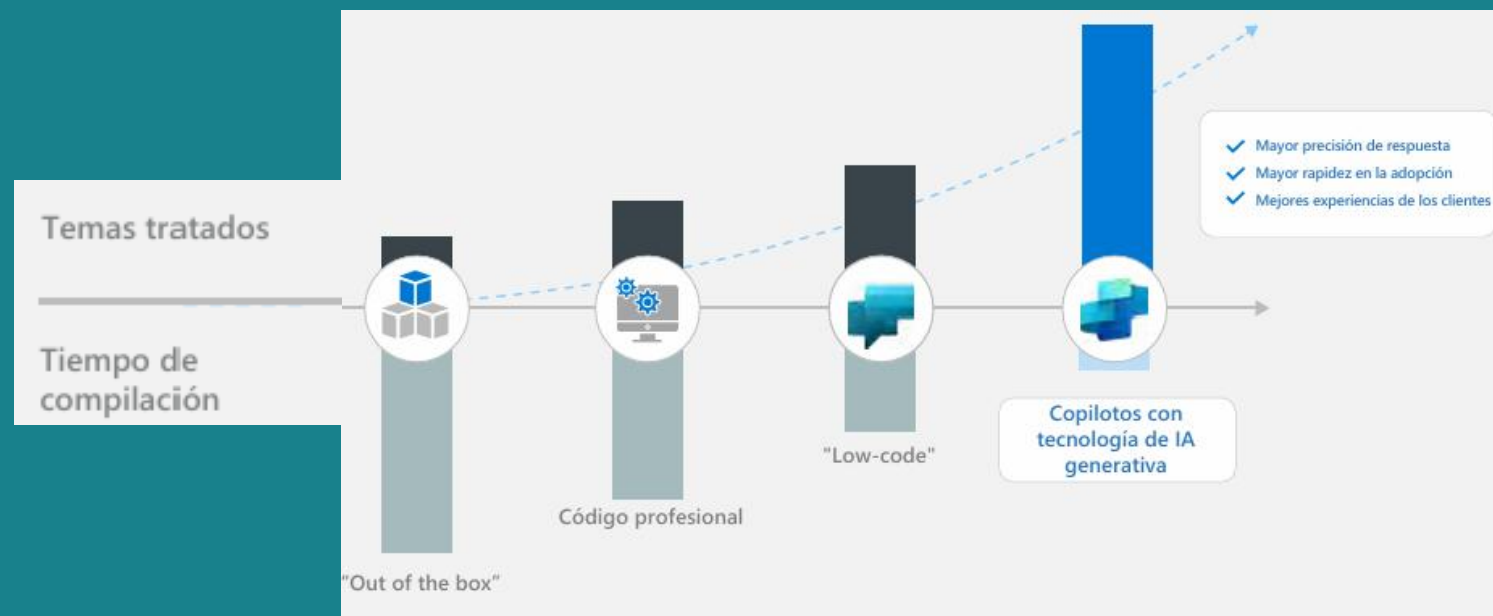 Temas tratados
Tiempo de
compilación
"Out of the box"
Código profesional
"Low-code"
Copilotos con
tecnología de IA
generativa
Mayor precisión de respuesta
Mayor rapidez en la adopción
Mejores experiencias de los clientes